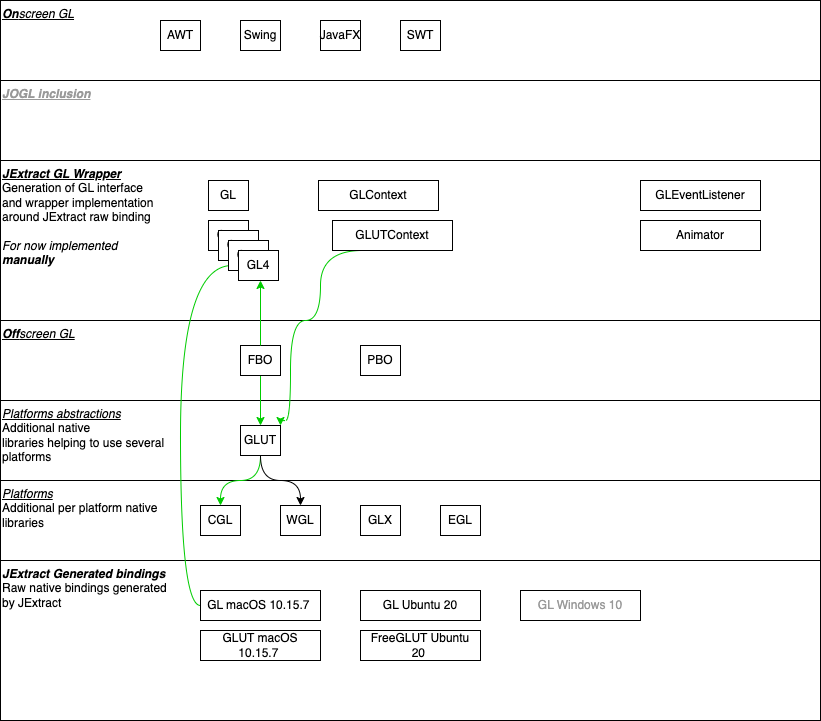 Onscreen GL
AWT
Swing
JavaFX
SWT
JOGL inclusion
JExtract GL Wrapper
Generation of GL interface
and wrapper implementation
around JExtract raw binding
For now implemented
manually
GL
GLContext
GLEventListener
GLUTContext
Animator
GL4
Offscreen GL
FBO
PBO
Platforms abstractions
Additional native
libraries helping to use several
platforms
GLUT
Platforms
Additional per platform native
libraries
CGL
WGL
GLX
EGL
JExtract Generated bindings
Raw native bindings generated
by JExtract
GL macOS 10.15.7
GL Ubuntu 20
GL Windows 10
GLUT macOS
10.15.7
FreeGLUT Ubuntu
20